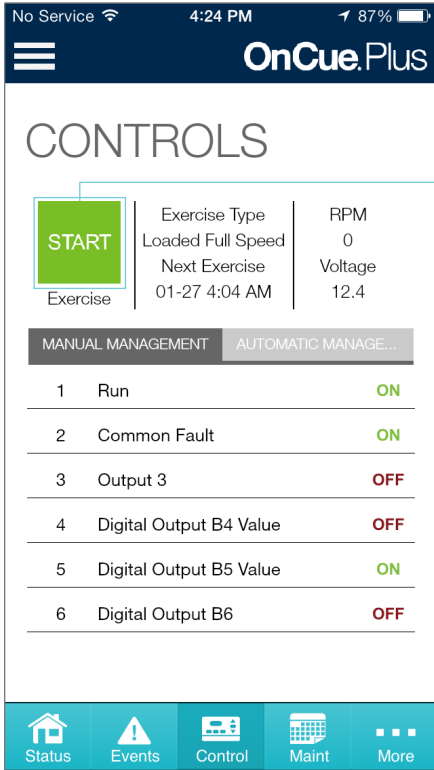 No Service 4:24 PM 87%
OnCue.Plus
CONTROLS
START
Exercise
Exercise Type
Loaded Full Speed
Next Exercise
01-27 4:04 AM
RPM
0
Voltage
12.4
MANUAL MANAGEMENT AUTOMATIC MANAGE...
1 Run ON
2 Common Fault ON
3 Output 3 OFF
4 Digital Output B4 Value OFF
5 Digital Output B5 Value ON
6 Digital Output B6 OFF
Status Events Control Maint More